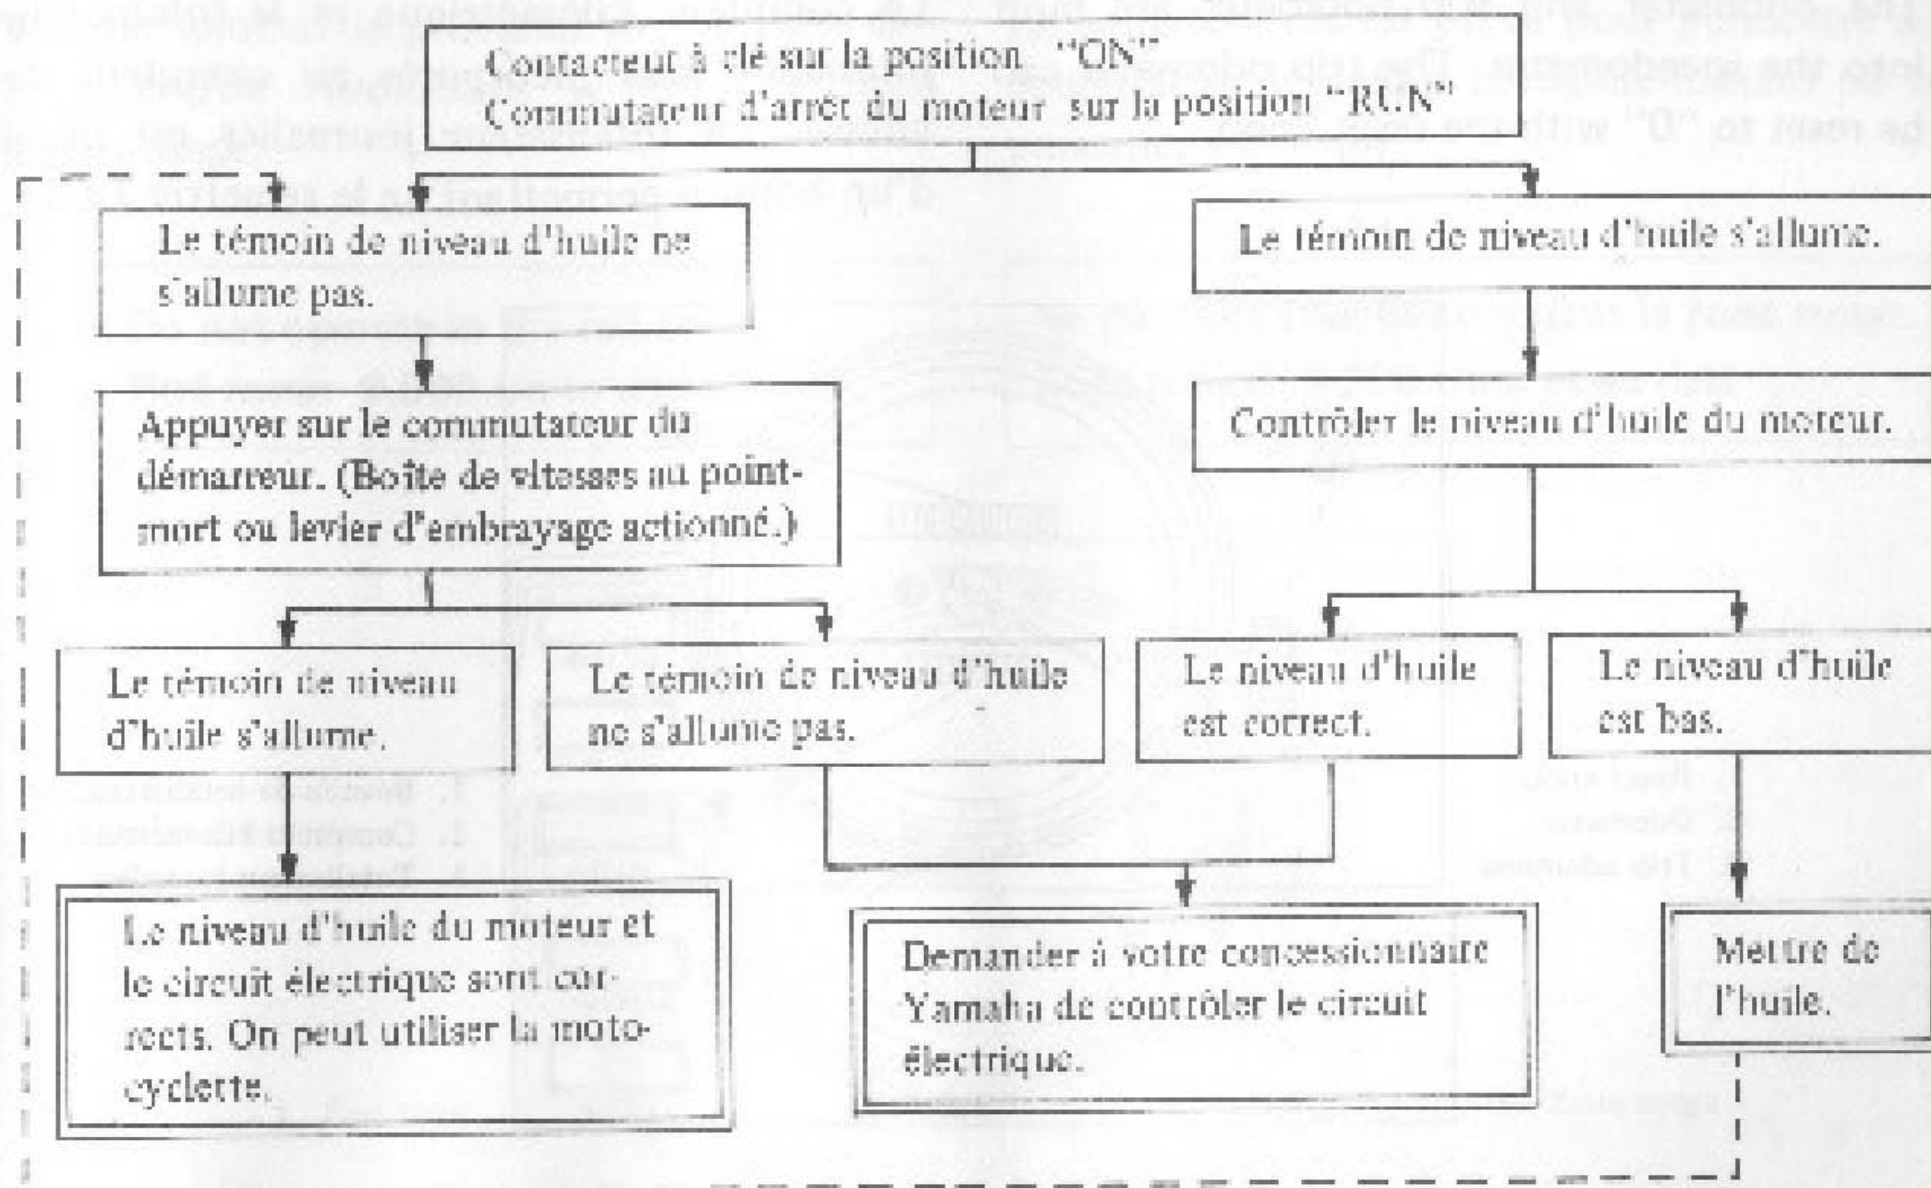 Contacteur à clé sur la position "ON"
Commutateur d'arrêt du moteur sur la position "RUN"
Le témoin de niveau d'huile ne
s'allume pas.
Le témoin de niveau d'huile s'allume.
Appuyer sur le commutateur du
démarreur. (Boîte de vitesses au point-
mort ou levier d'embrayage actionné.)
Contrôler le niveau d'huile du moteur.
Le témoin de niveau
d'huile s'allume.
Le témoin de niveau d'huile
ne s'allume pas.
Le niveau d'huile
est correct.
Le niveau d'huile
est bas.
Le niveau d'huile du moteur et
le circuit électrique sont cor-
rects. On peut utiliser la moto-
cyclette.
Demander à votre concessionnaire
Yamaha de contrôler le circuit
électrique.
Mettre de
l'huile.